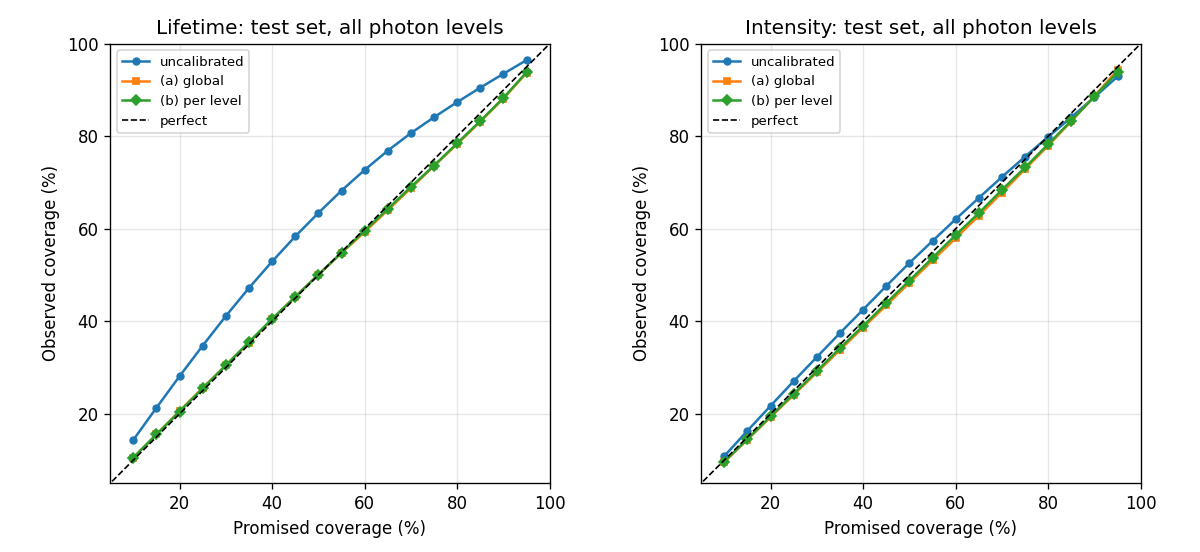 Lifetime: test set, all photon levels
100
80
60
40
20
Observed coverage (%)
uncalibrated
(a) global
(b) per level
perfect
20 40 60 80 100
Promised coverage (%)
Intensity: test set, all photon levels
100
80
60
40
20
Observed coverage (%)
uncalibrated
(a) global
(b) per level
perfect
20 40 60 80 100
Promised coverage (%)